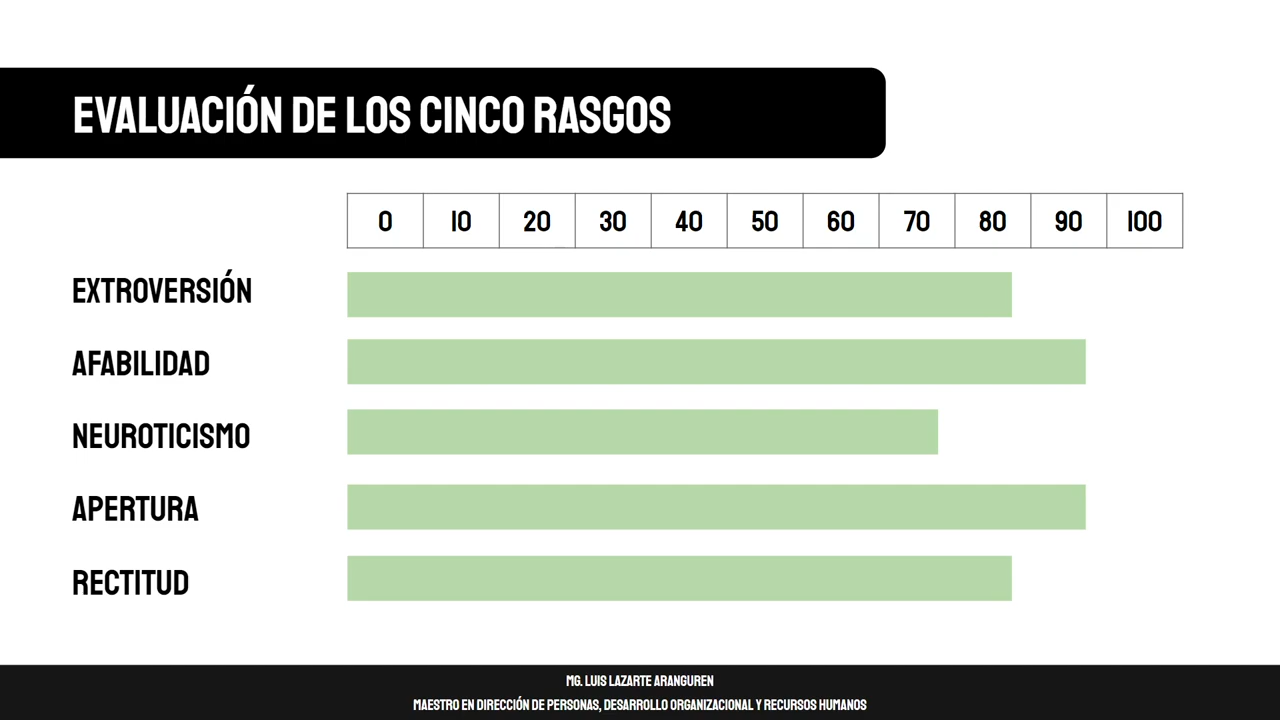 EVALUACIÓN DE LOS CINCO RASGOS
0 10 20 30 40 50 60 70 80 90 100
EXTROVERSIÓN
AFABILIDAD
NEUROTICISMO
APERTURA
RECTITUD
MG. LUIS LAZARTE ARANGUREN
MAESTRO EN DIRECCIÓN DE PERSONAS, DESARROLLO ORGANIZACIONAL Y RECURSOS HUMANOS